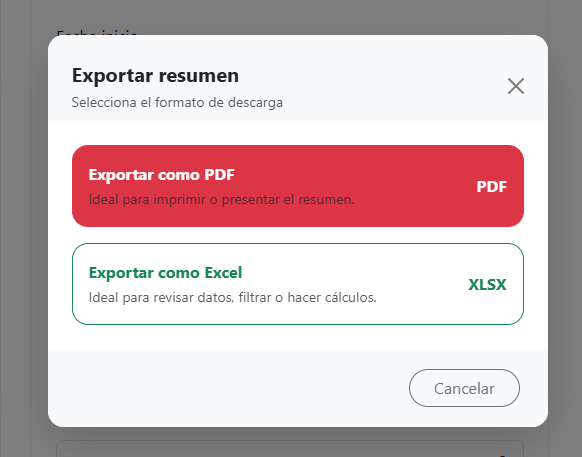 Fecha inicio
Exportar resumen
Selecciona el formato de descarga
Exportar como PDF
Ideal para imprimir o presentar el resumen.
PDF
Exportar como Excel
Ideal para revisar datos, filtrar o hacer cálculos.
XLSX
Cancelar